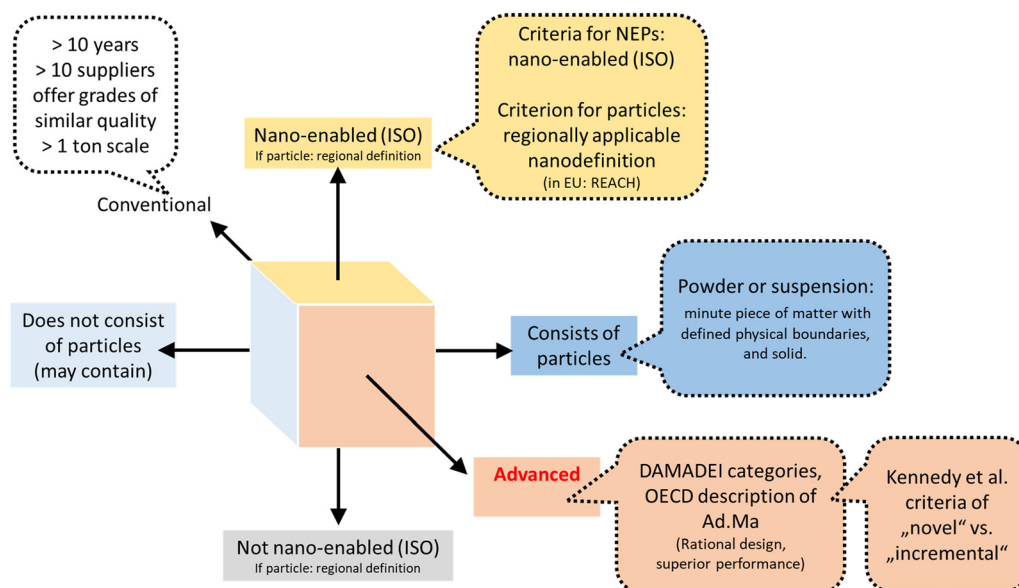 > 10 years
> 10 suppliers
offer grades of
similar quality
> 1 ton scale
Conventional
Nano-enabled (ISO)
If particle: regional definition
Criteria for NEPs:
nano-enabled (ISO)
Criterion for particles:
regionally applicable
nanodefinition
(in EU: REACH)
Does not consist
of particles
(may contain)
Consists of
particles
Powder or suspension:
minute piece of matter with
defined physical boundaries,
and solid.
Advanced
DAMADEI categories,
OECD description of
Ad.Ma
(Rational design,
superior performance)
Kennedy et al.
criteria of
„novel“ vs.
„incremental“
Not nano-enabled (ISO)
If particle: regional definition